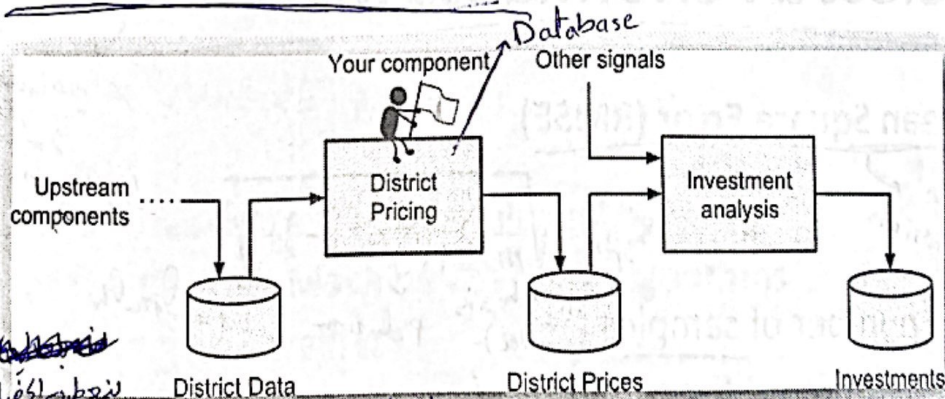 Database
Your component
Other signals
Upstream
components
District
Pricing
Investment
analysis
District Data
District Prices
Investments